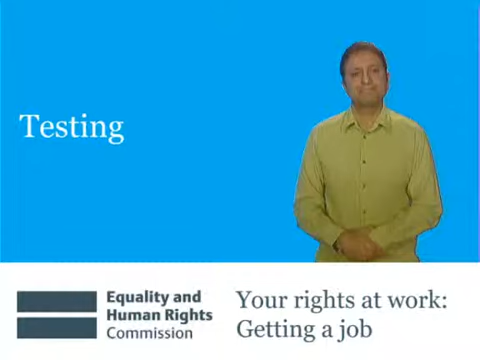 Testing
Equality and
Human Rights
Commission
Your rights at work:
Getting a job